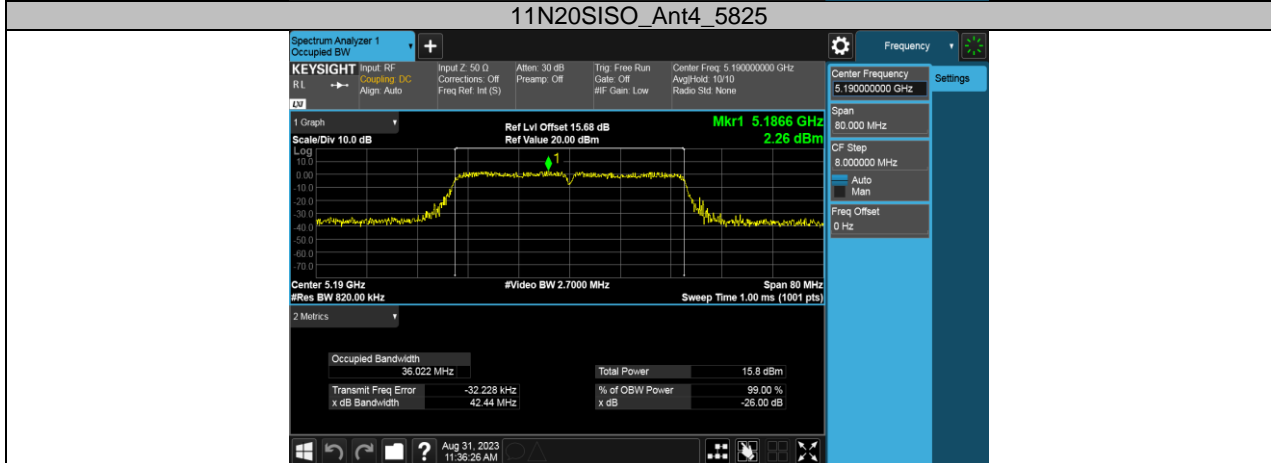 11N20SISO_Ant4_5825
Spectrum Analyzer 1
Occupied BW
+
Frequency
KEYSIGHT
RL
Input: RF
Coupling: DC
Align: Auto
Input Z: 50 Ω
Corrections: Off
Freq Ref: Int (S)
Atten: 30 dB
Preamp: Off
Trig: Free Run
Gate: Off
#IF Gain: Low
Center Freq: 5.190000000 GHz
Avg|Hold: 10/10
Radio Std: None
LXI
Center Frequency
5.190000000 GHz
Settings
Span
80.000 MHz
CF Step
8.000000 MHz
Auto
Man
Freq Offset
0 Hz
1 Graph
Scale/Div 10.0 dB
Ref Lvl Offset 15.68 dB
Ref Value 20.00 dBm
Mkr1 5.1866 GHz
2.26 dBm
Log
10.0
0.00
-10.0
-20.0
-30.0
-40.0
-50.0
-60.0
-70.0
1
Center 5.19 GHz
#Res BW 820.00 kHz
#Video BW 2.7000 MHz
Span 80 MHz
Sweep Time 1.00 ms (1001 pts)
2 Metrics
Occupied Bandwidth
36.022 MHz
Total Power 15.8 dBm
Transmit Freq Error -32.228 kHz
% of OBW Power 99.00 %
x dB Bandwidth 42.44 MHz
x dB -26.00 dB
?
Aug 31, 2023
11:36:26 AM